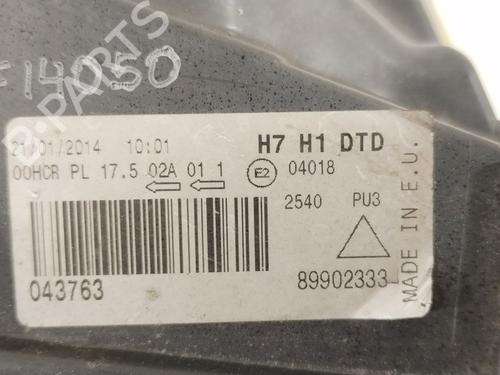 14050
B-PARTS
21/01/2014 10:01 H7 H1 DTD
00HCR PL 17.5 02A 01 1 E2 04018
2540 PU3
043763 89902333
MADE IN E.U.